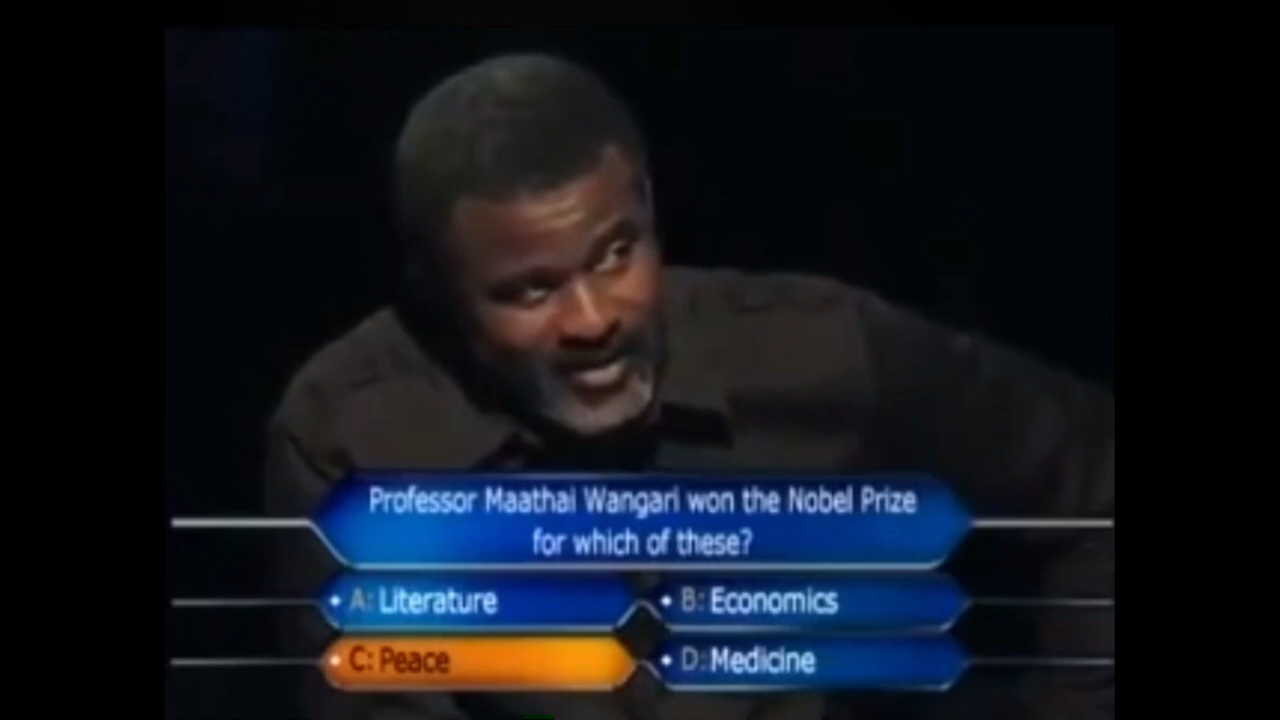 Professor Maathai Wangari won the Nobel Prize
for which of these?
A: Literature
B: Economics
C: Peace
D: Medicine